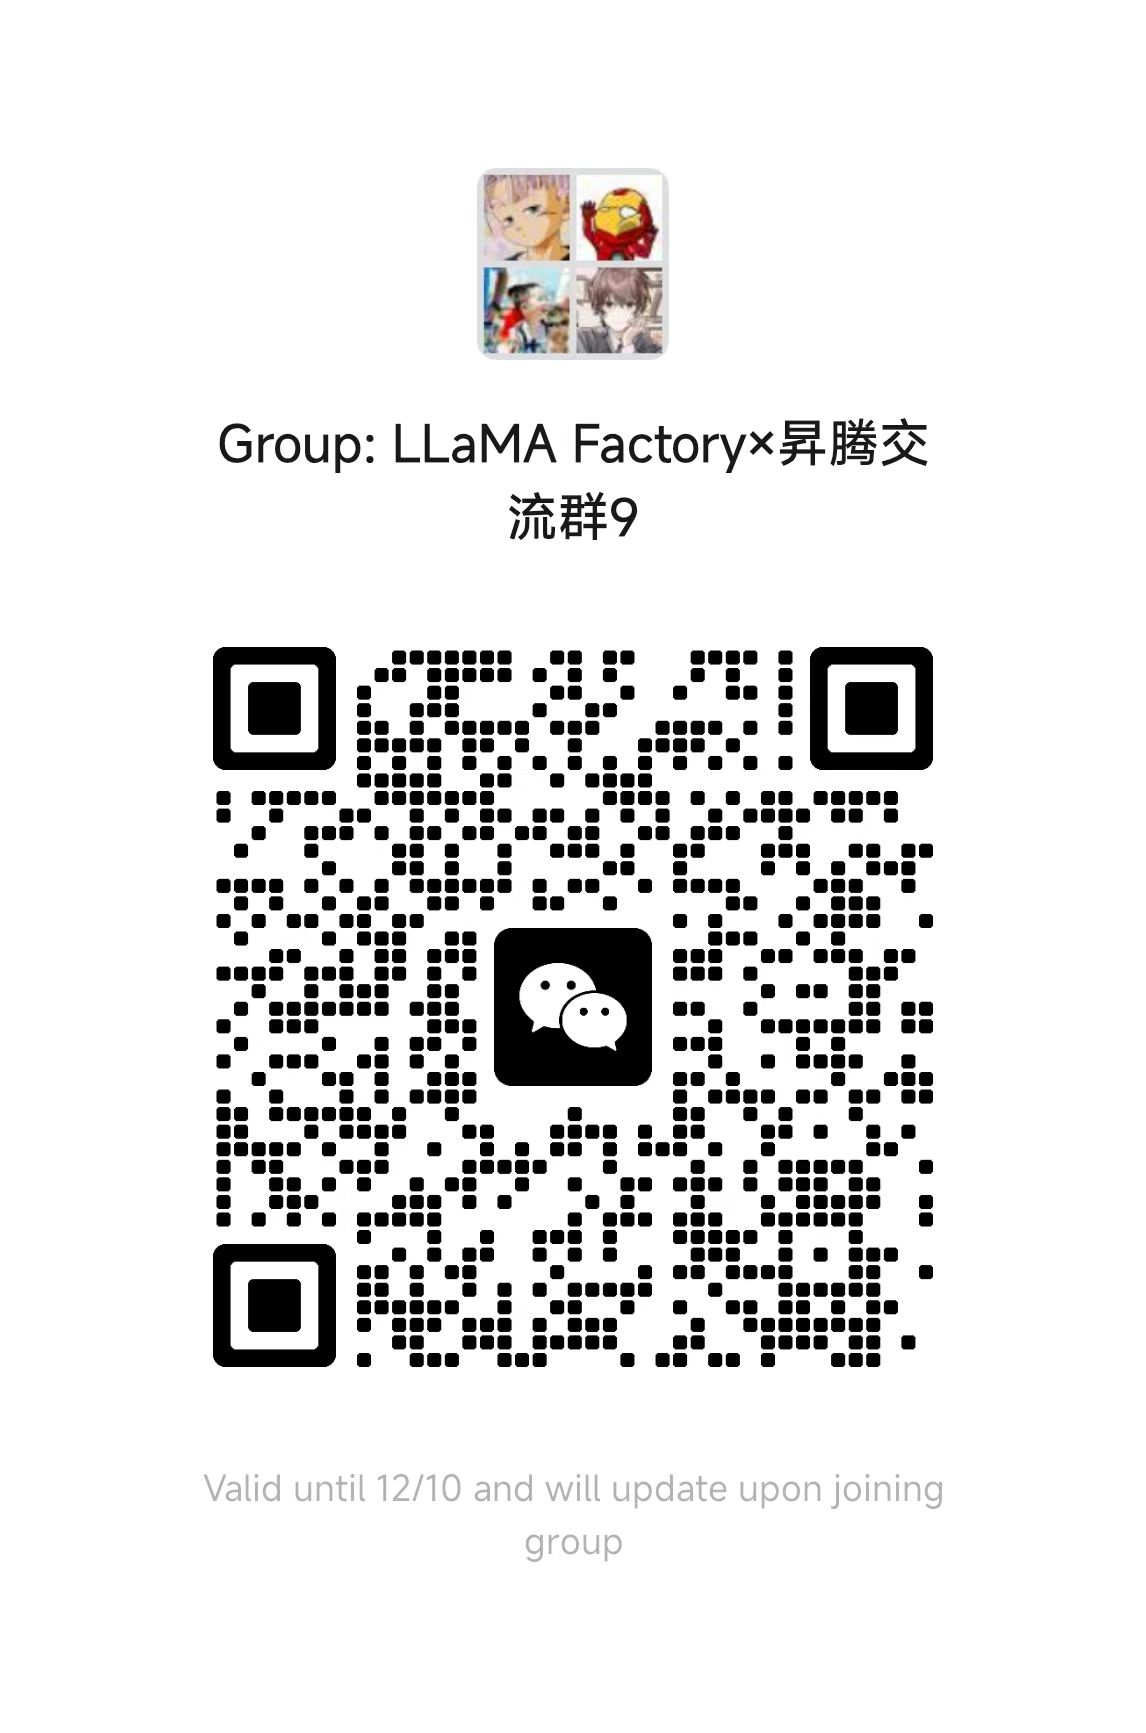 Group: LLaMA Factory×昇腾交
流群9
Valid until 12/10 and will update upon joining
group